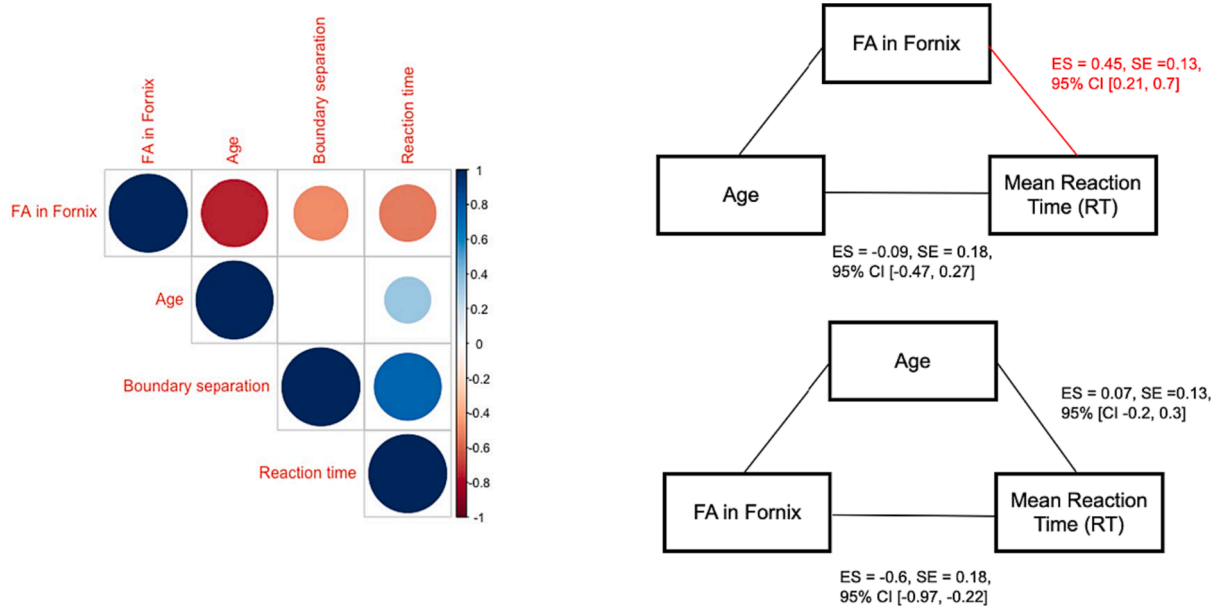 FA in Fornix
Age
Boundary separation
Reaction time
FA in Fornix
Age
Boundary separation
Reaction time
1
0.8
0.6
0.4
0.2
0
-0.2
-0.4
-0.6
-0.8
-1
FA in Fornix
ES = 0.45, SE =0.13,
95% CI [0.21, 0.7]
Age
Mean Reaction
Time (RT)
ES = -0.09, SE = 0.18,
95% CI [-0.47, 0.27]
Age
ES = 0.07, SE =0.13,
95% [CI -0.2, 0.3]
FA in Fornix
Mean Reaction
Time (RT)
ES = -0.6, SE = 0.18,
95% CI [-0.97, -0.22]